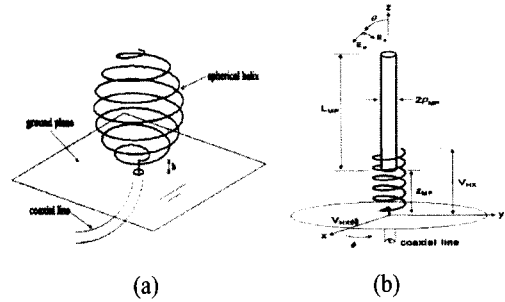 spherical helix
ground plane
h
coaxial line
(a)
z
θ
L_MP
2ρ_MP
V_HX
z_MP
y
x
ϕ
coaxial line
(b)